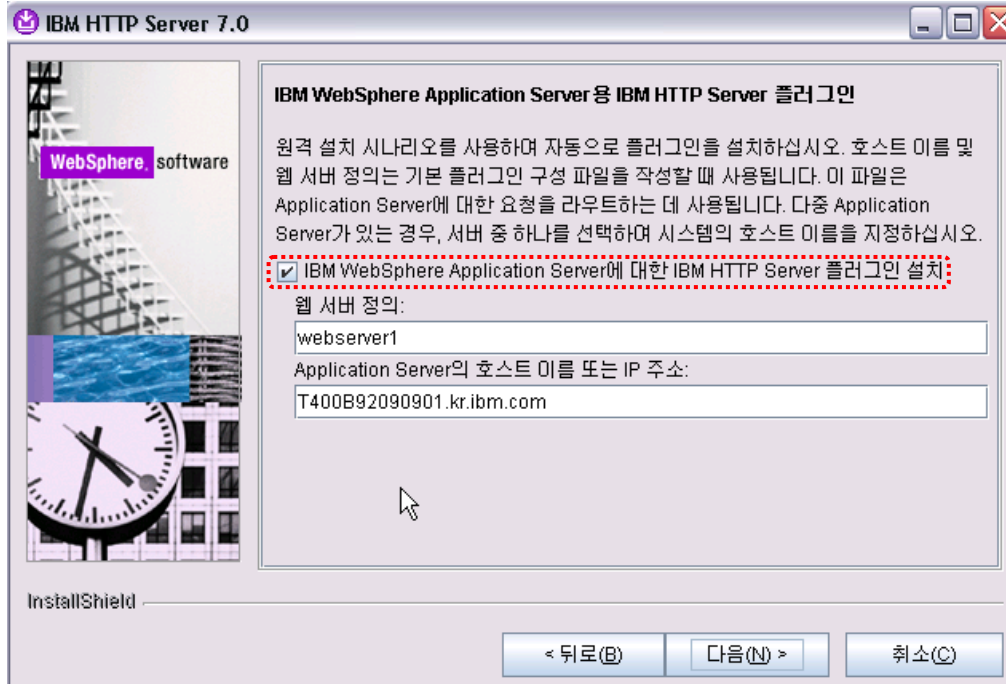 IBM HTTP Server 7.0
WebSphere. software
IBM WebSphere Application Server용 IBM HTTP Server 플러그인
원격 설치 시나리오를 사용하여 자동으로 플러그인을 설치하십시오. 호스트 이름 및
웹 서버 정의는 기본 플러그인 구성 파일을 작성할 때 사용됩니다. 이 파일은
Application Server에 대한 요청을 라우트하는 데 사용됩니다. 다중 Application
Server가 있는 경우, 서버 중 하나를 선택하여 시스템의 호스트 이름을 지정하십시오.
IBM WebSphere Application Server에 대한 IBM HTTP Server 플러그인 설치
웹 서버 정의:
webserver1
Application Server의 호스트 이름 또는 IP 주소:
T400B92090901.kr.ibm.com
InstallShield
< 뒤로(B)
다음(N) >
취소(C)